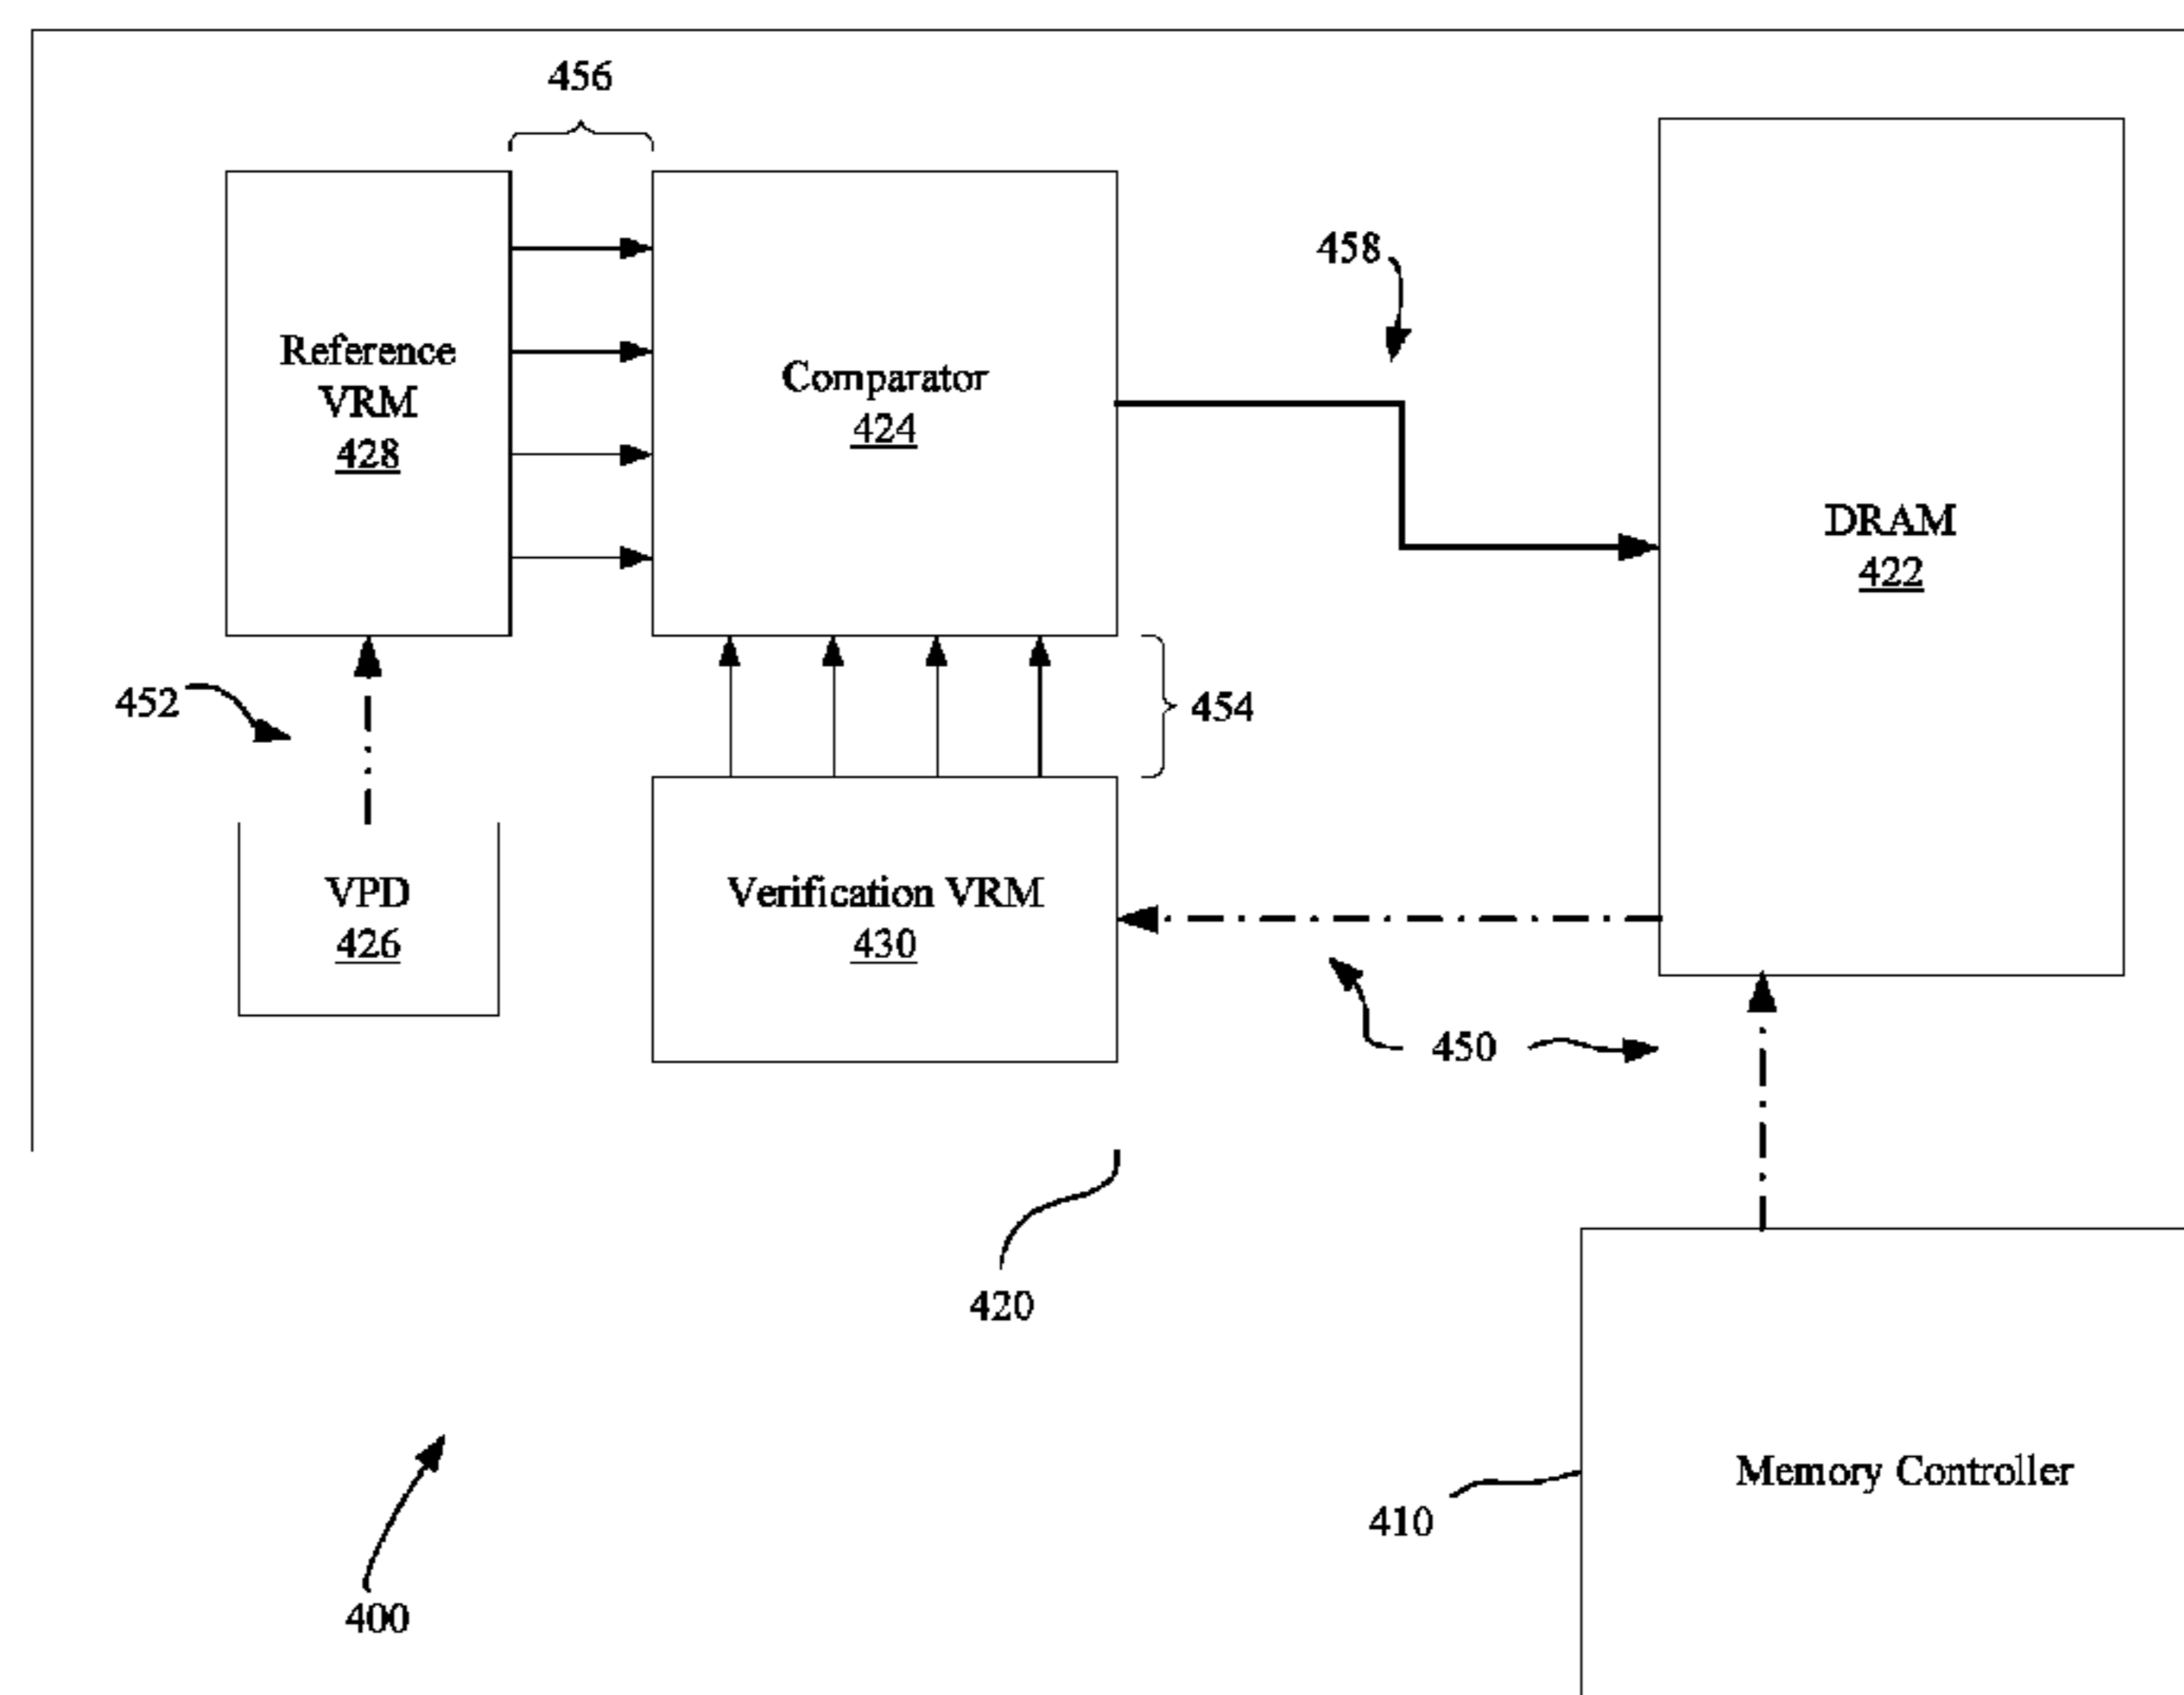 456
458
Reference
VRM
428
Comparator
424
DRAM
422
452
454
VPD
426
Verification VRM
430
450
420
Memory Controller
410
400